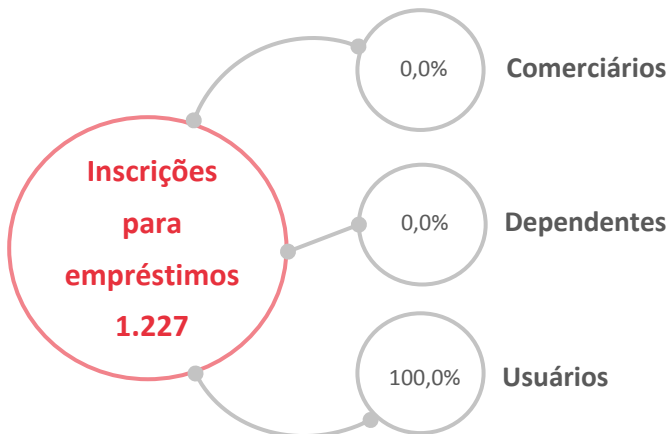 Inscrições
para
empréstimos
1.227
0,0%
Comerciários
0,0%
Dependentes
100,0%
Usuários